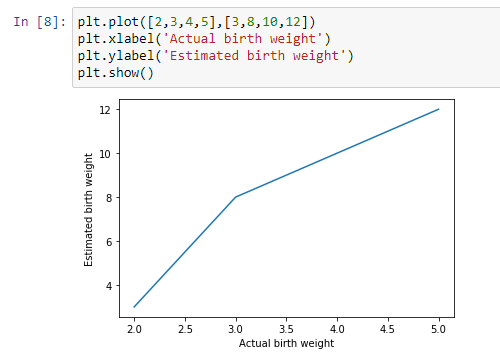 In [8]: plt.plot([2,3,4,5],[3,8,10,12])
plt.xlabel('Actual birth weight')
plt.ylabel('Estimated birth weight')
plt.show()
12
10
8
6
4
Estimated birth weight
2.0 2.5 3.0 3.5 4.0 4.5 5.0
Actual birth weight